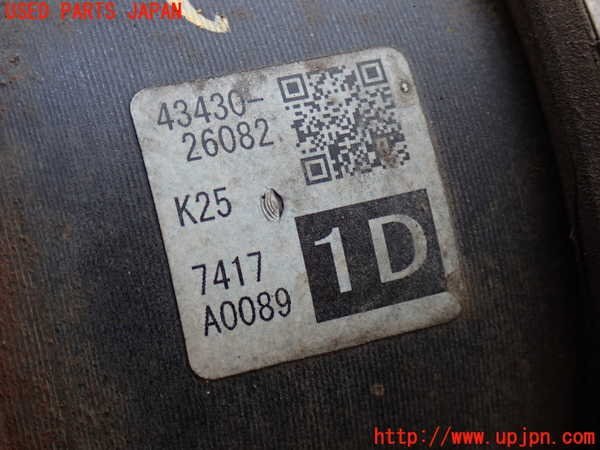 USED PARTS JAPAN
43430-
26082
K25
7417
A0089
1D
http://www.upjpn.com/